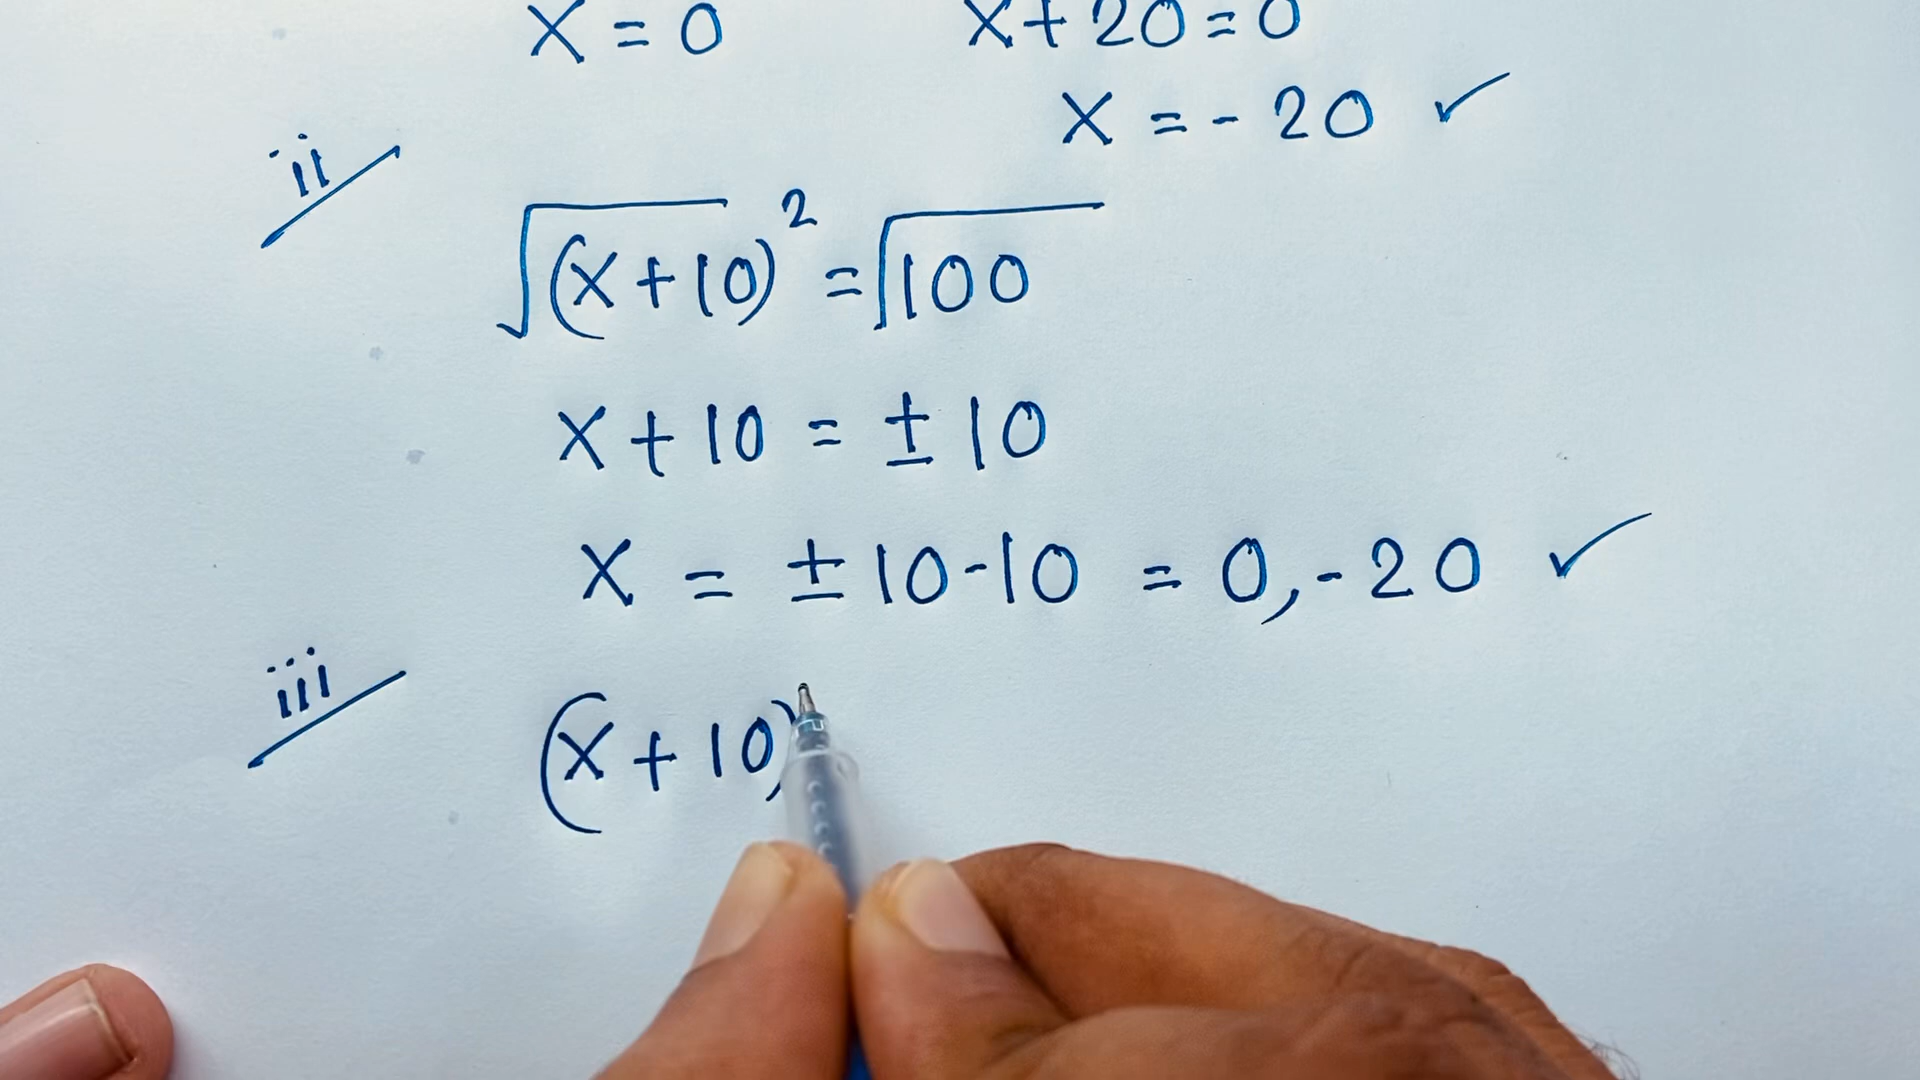 x = 0 x + 20 = 0
x = - 20 ✓
ii
√(x + 10)² = √100
x + 10 = ± 10
x = ± 10 - 10 = 0, - 20 ✓
iii
(x + 10)